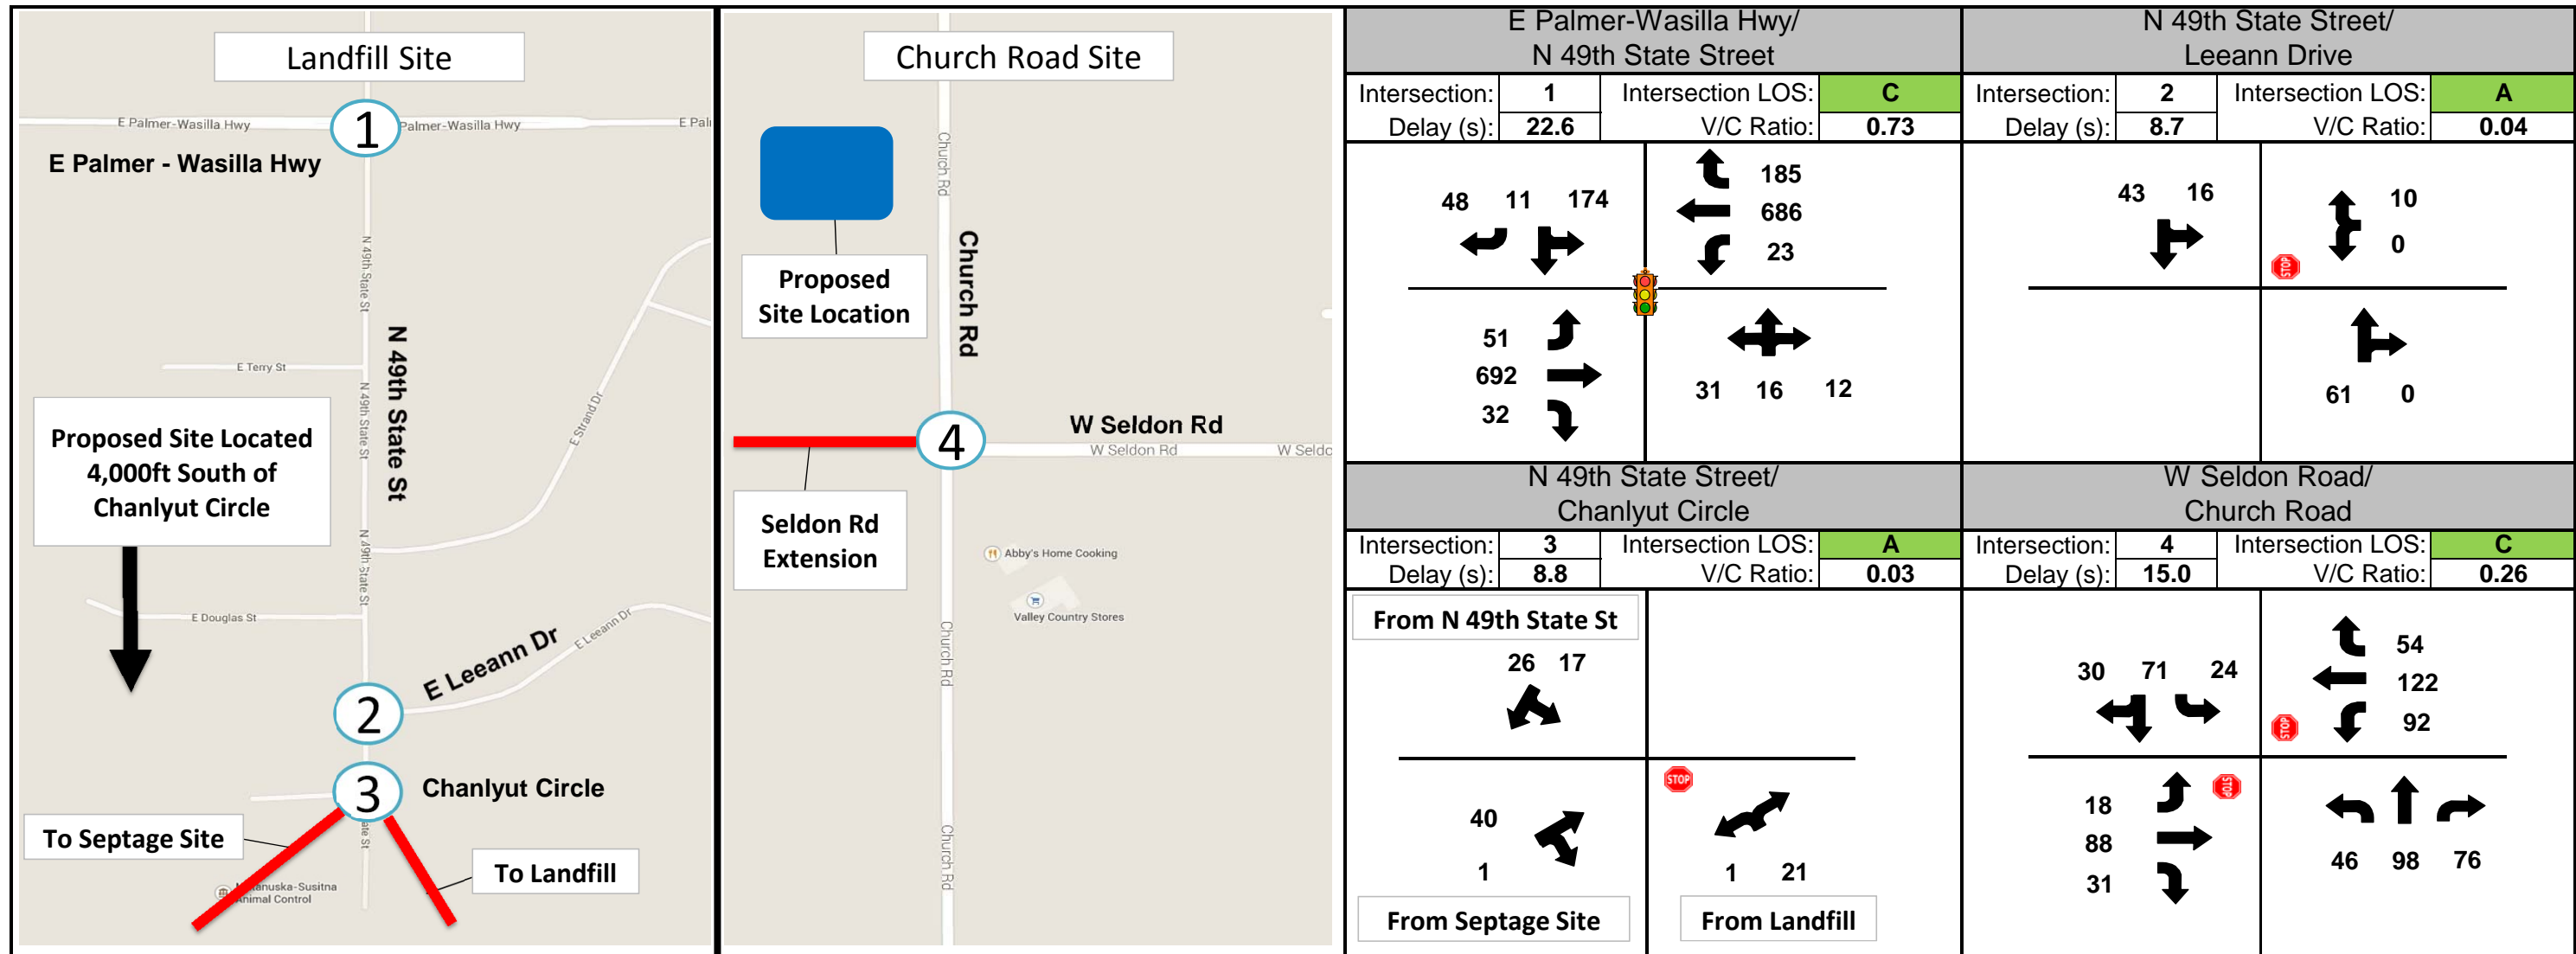 Landfill Site
E Palmer-Wasilla Hwy
1
Palmer-Wasilla Hwy
E Pal
E Palmer - Wasilla Hwy
N 49th State St
N 49th State St
E Terry St
N 49th State St
E Strand Dr
Proposed Site Located
4,000ft South of
Chanlyut Circle
N 49th State St
E Douglas St
E Leeann Dr
E Leeann Dr
2
3
Chanlyut Circle
To Septage Site
ate St
To Landfill
anuska-Susitna
Animal Control
Church Road Site
Church Rd
Church Rd
Proposed
Site Location
4
W Seldon Rd
W Seldon Rd
W Seldo
Seldon Rd
Extension
Abby's Home Cooking
Valley Country Stores
Church Rd
Church Rd
E Palmer-Wasilla Hwy/
N 49th State Street
Intersection: 1 Intersection LOS: C
Delay (s): 22.6 V/C Ratio: 0.73
48 11 174
185
686
23
51
692
32
31 16 12
N 49th State Street/
Leeann Drive
Intersection: 2 Intersection LOS: A
Delay (s): 8.7 V/C Ratio: 0.04
43 16
10
0
STOP
61 0
N 49th State Street/
Chanlyut Circle
Intersection: 3 Intersection LOS: A
Delay (s): 8.8 V/C Ratio: 0.03
From N 49th State St
26 17
STOP
40
1
1 21
From Septage Site
From Landfill
W Seldon Road/
Church Road
Intersection: 4 Intersection LOS: C
Delay (s): 15.0 V/C Ratio: 0.26
30 71 24
54
122
92
STOP
STOP
18
88
31
46 98 76